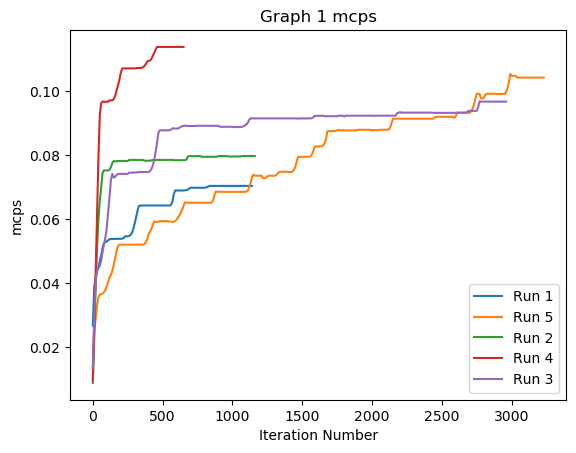 Graph 1 mcps
mcps
0.10
0.08
0.06
0.04
0.02
0 500 1000 1500 2000 2500 3000
Iteration Number
Run 1
Run 5
Run 2
Run 4
Run 3